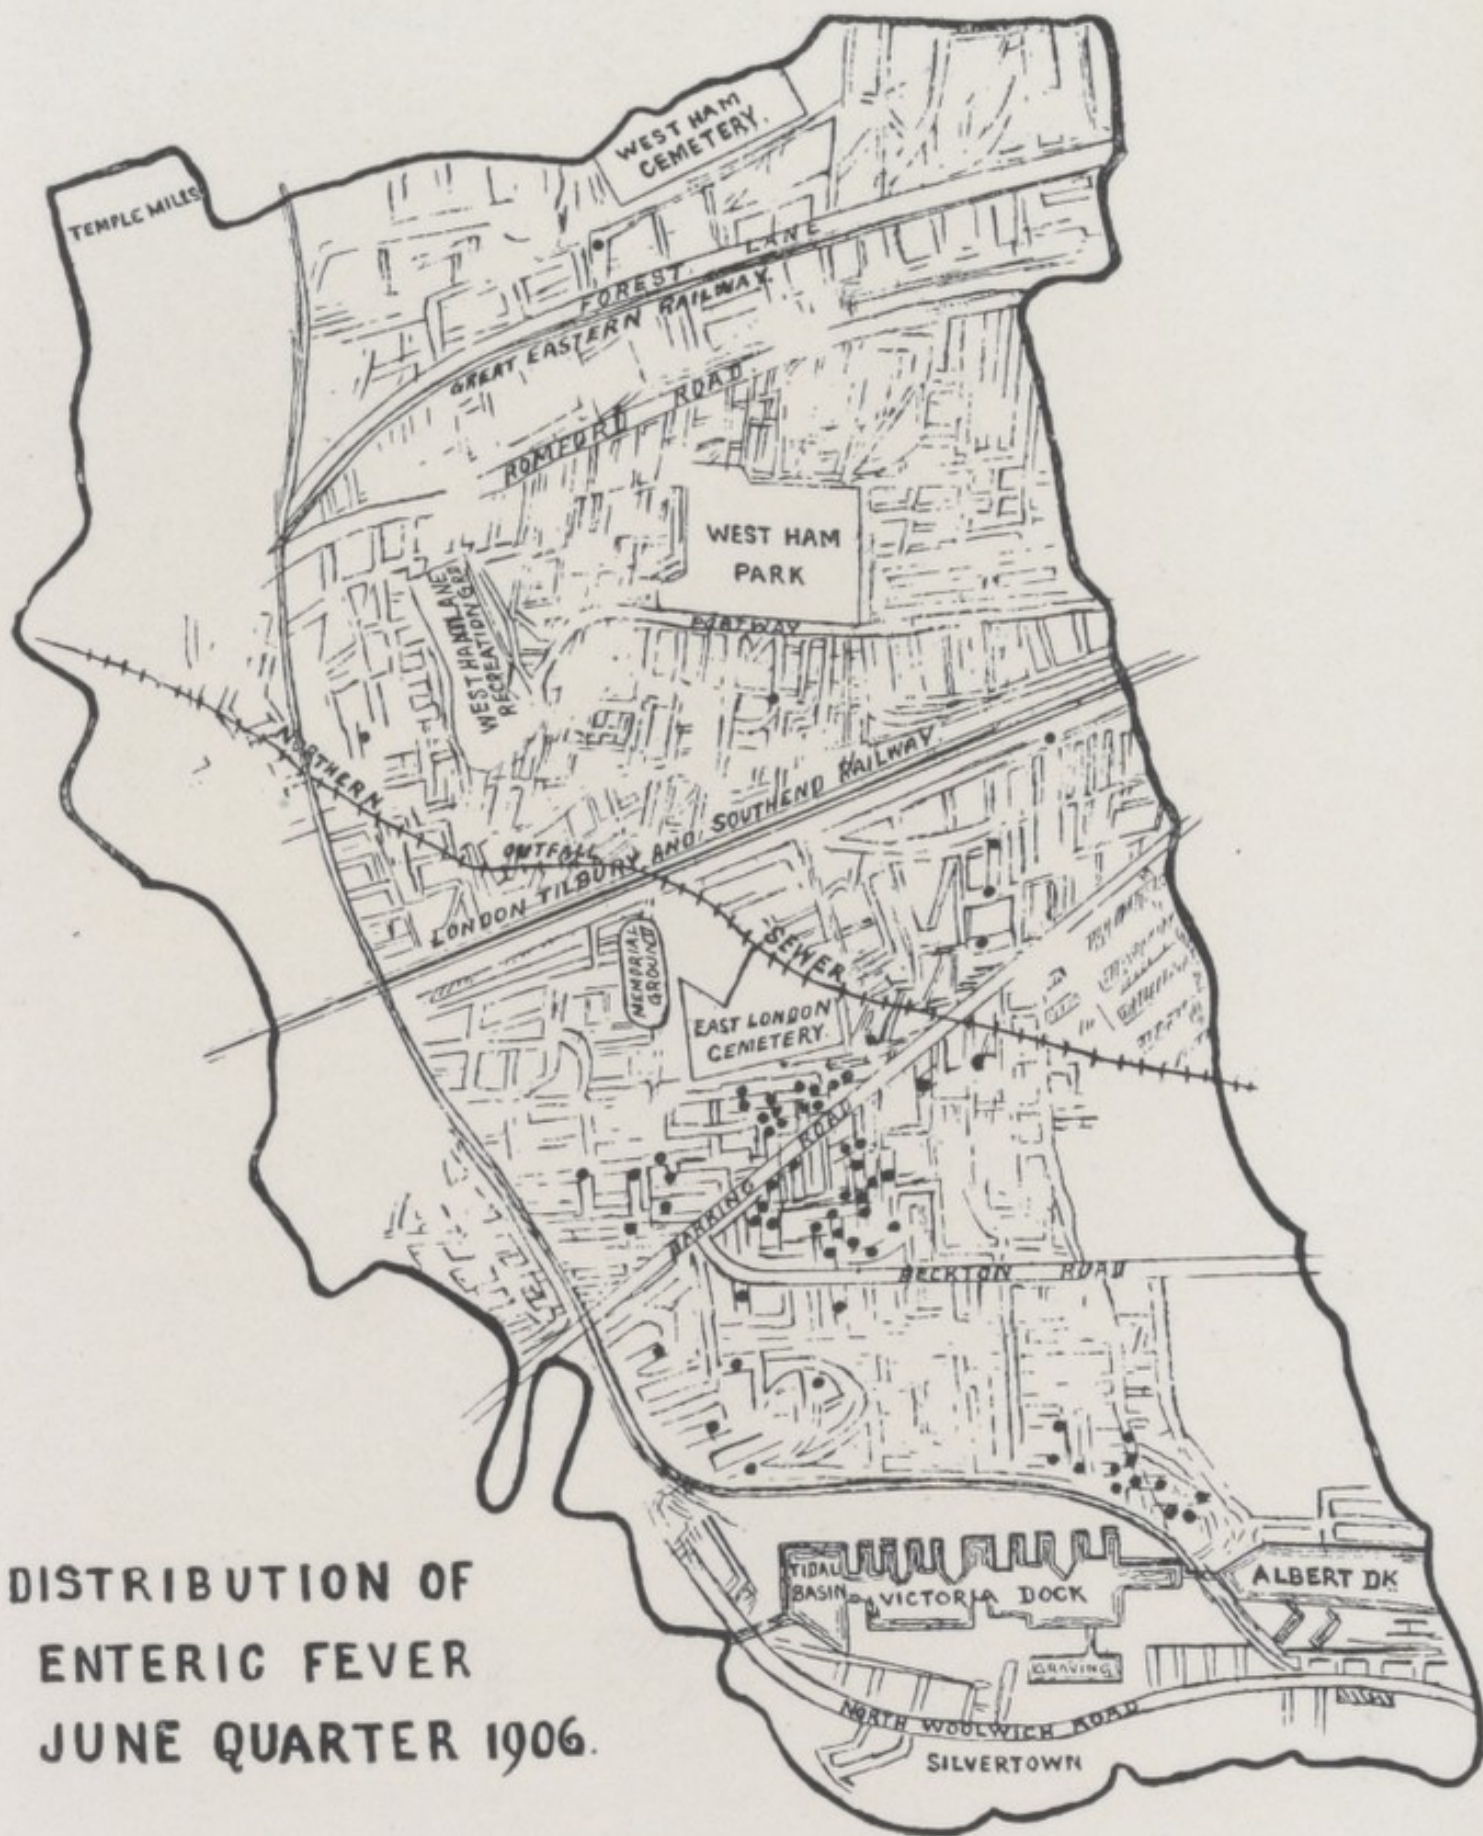 WEST HAM
CEMETERY.
TEMPLE MILLS
FOREST LANE
GREAT EASTERN RAILWAY.
ROMFORD ROAD
WEST HAM
PARK
WEST HAM LANE
RECREATION GRD
PORTWAY
NORTHERN OUTFALL SEWER
LONDON TILBURY AND SOUTHEND RAILWAY
MEMORIAL
GROUND
EAST LONDON
CEMETERY.
BARKING ROAD
BECKTON ROAD
TIDAL
BASIN
VICTORIA DOCK
ALBERT DK
GRAVING
NORTH WOOLWICH ROAD
SILVERTOWN
DISTRIBUTION OF
ENTERIC FEVER
JUNE QUARTER 1906.